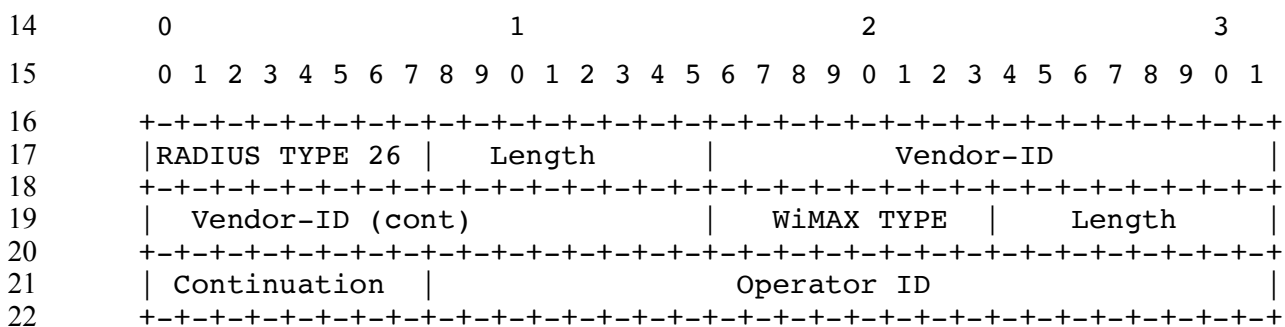 14 0 1 2 3
15 0 1 2 3 4 5 6 7 8 9 0 1 2 3 4 5 6 7 8 9 0 1 2 3 4 5 6 7 8 9 0 1
16 +-+-+-+-+-+-+-+-+-+-+-+-+-+-+-+-+-+-+-+-+-+-+-+-+-+-+-+-+-+-+-+-+
17 |RADIUS TYPE 26 | Length | Vendor-ID |
18 +-+-+-+-+-+-+-+-+-+-+-+-+-+-+-+-+-+-+-+-+-+-+-+-+-+-+-+-+-+-+-+-+
19 | Vendor-ID (cont) | WiMAX TYPE | Length |
20 +-+-+-+-+-+-+-+-+-+-+-+-+-+-+-+-+-+-+-+-+-+-+-+-+-+-+-+-+-+-+-+-+
21 | Continuation | Operator ID |
22 +-+-+-+-+-+-+-+-+-+-+-+-+-+-+-+-+-+-+-+-+-+-+-+-+-+-+-+-+-+-+-+-+